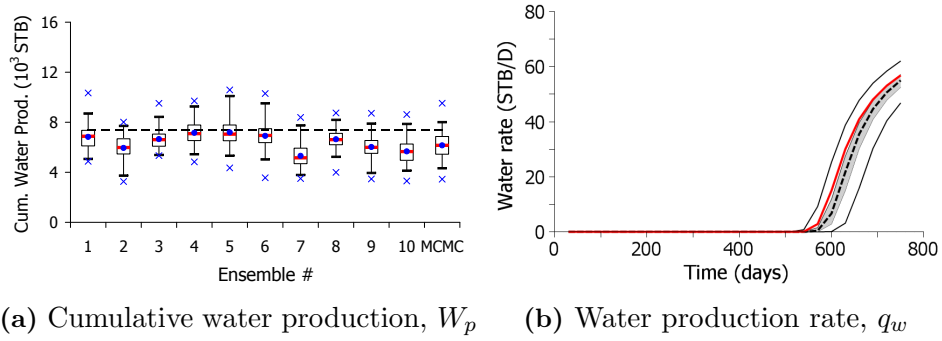 16
12
8
4
0
Cum. Water Prod. (10³ STB)
1 2 3 4 5 6 7 8 9 10 MCMC
Ensemble #
(a) Cumulative water production, Wₚ
80
60
40
20
0
Water rate (STB/D)
0 200 400 600 800
Time (days)
(b) Water production rate, q_w